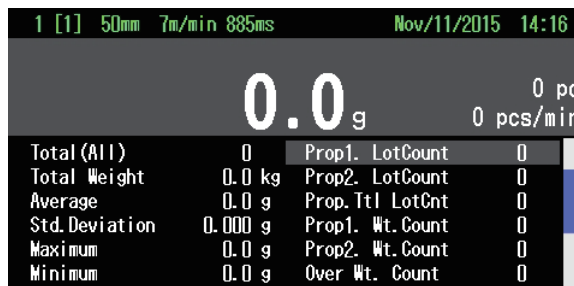 1 [1] 50mm 7m/min 885ms Nov/11/2015 14:16
0 pc
0.0 g 0 pcs/min
Total(All) 0 Prop1. LotCount 0
Total Weight 0.0 kg Prop2. LotCount 0
Average 0.0 g Prop.Ttl LotCnt 0
Std.Deviation 0.000 g Prop1. Wt.Count 0
Maximum 0.0 g Prop2. Wt.Count 0
Minimum 0.0 g Over Wt. Count 0